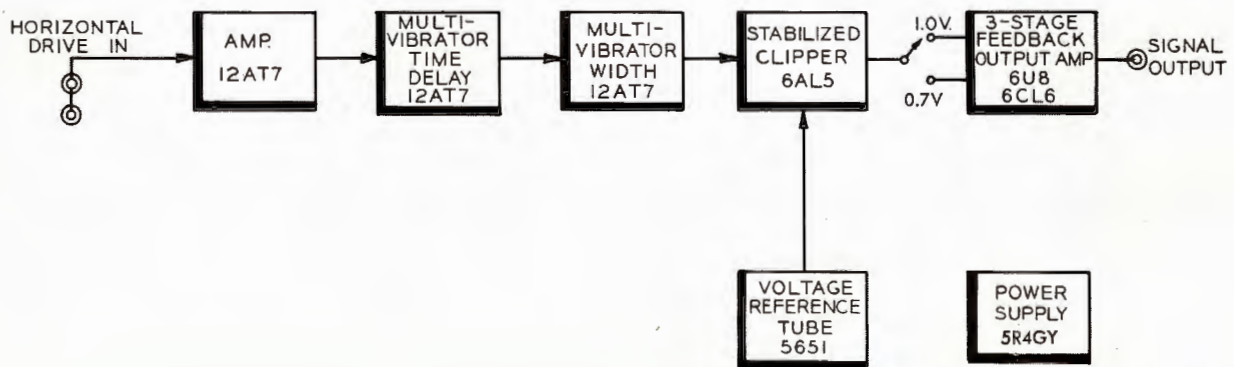 HORIZONTAL
DRIVE IN
AMP.
12AT7
MULTI-
VIBRATOR
TIME
DELAY
12AT7
MULTI-
VIBRATOR
WIDTH
12AT7
STABILIZED
CLIPPER
6AL5
1.0V.
0.7V
3-STAGE
FEEDBACK
OUTPUT AMP
6U8
6CL6
SIGNAL
OUTPUT
VOLTAGE
REFERENCE
TUBE
5651
POWER
SUPPLY
5R4GY